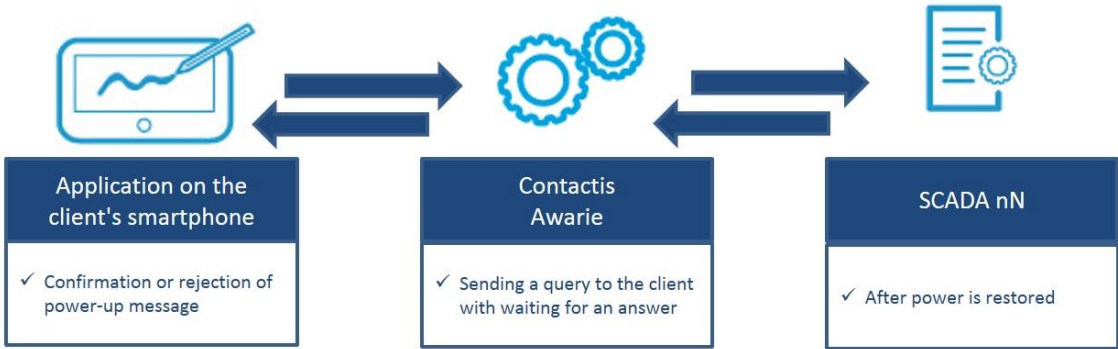 Application on the
client's smartphone
✓ Confirmation or rejection of
power-up message
Contactis
Awarie
✓ Sending a query to the client
with waiting for an answer
SCADA nN
✓ After power is restored